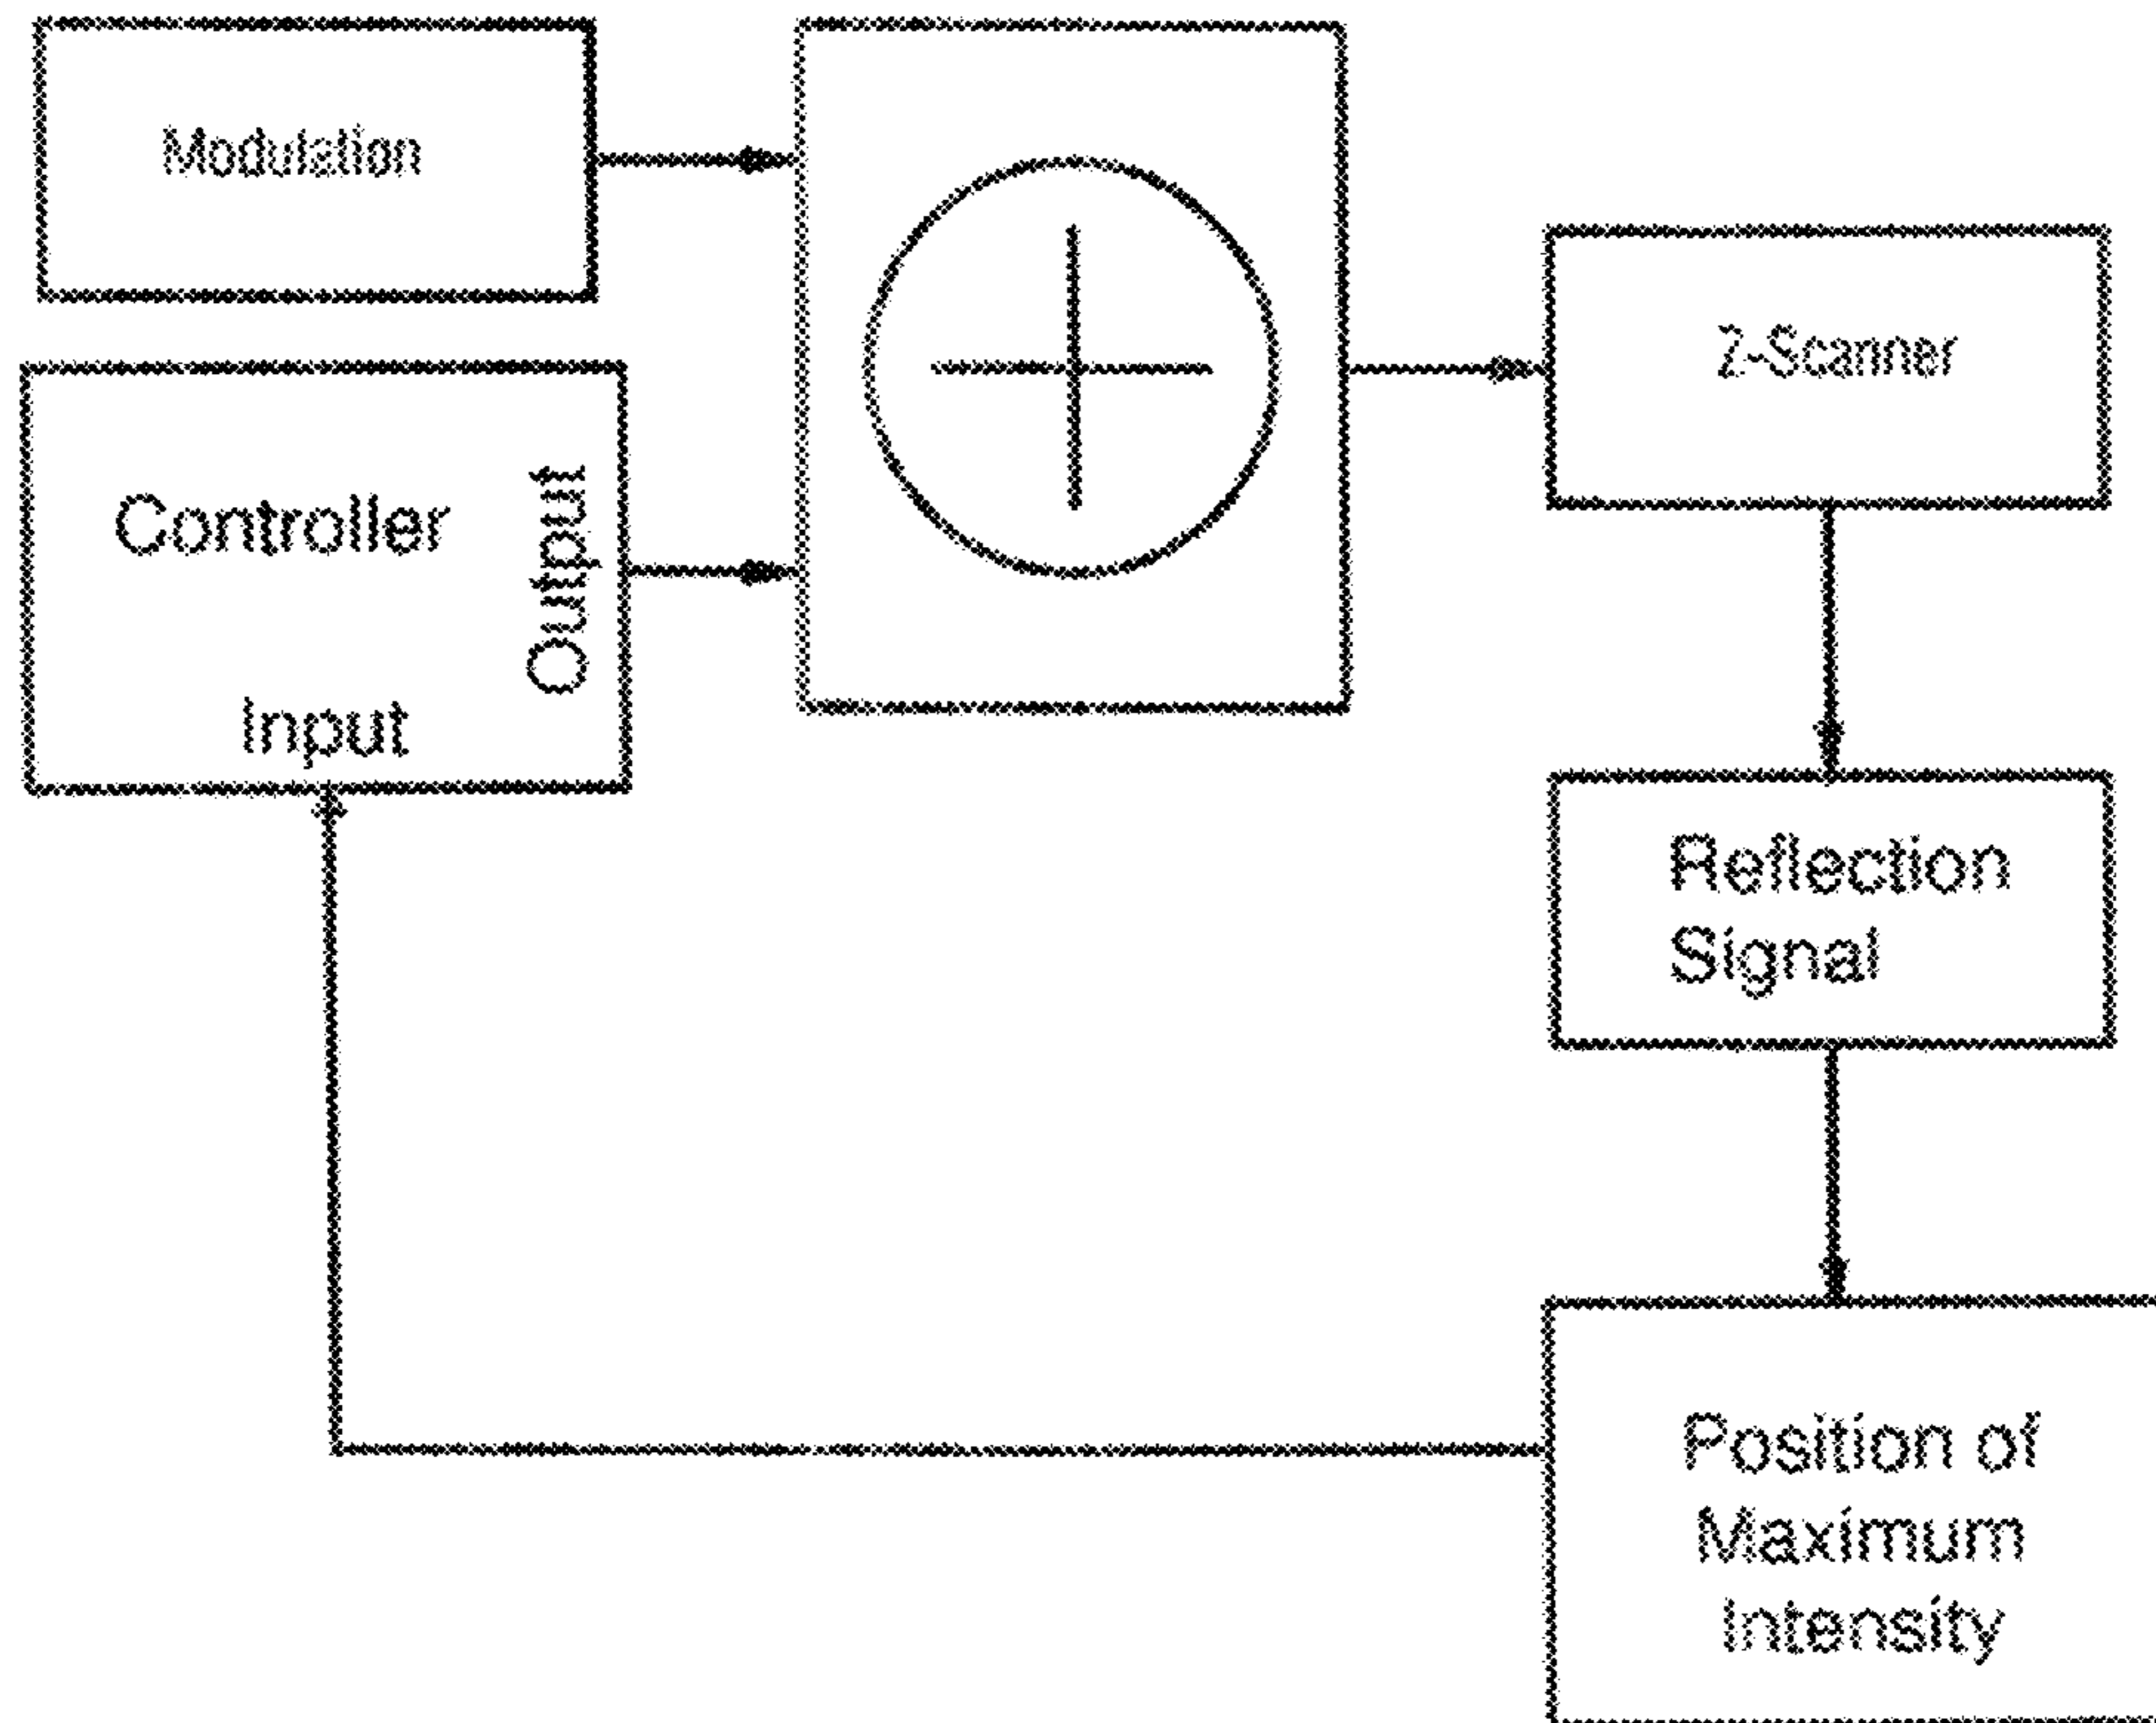 Modulation
Z-Scanner
Controller
Output
Input
Reflection
Signal
Position of
Maximum
Intensity